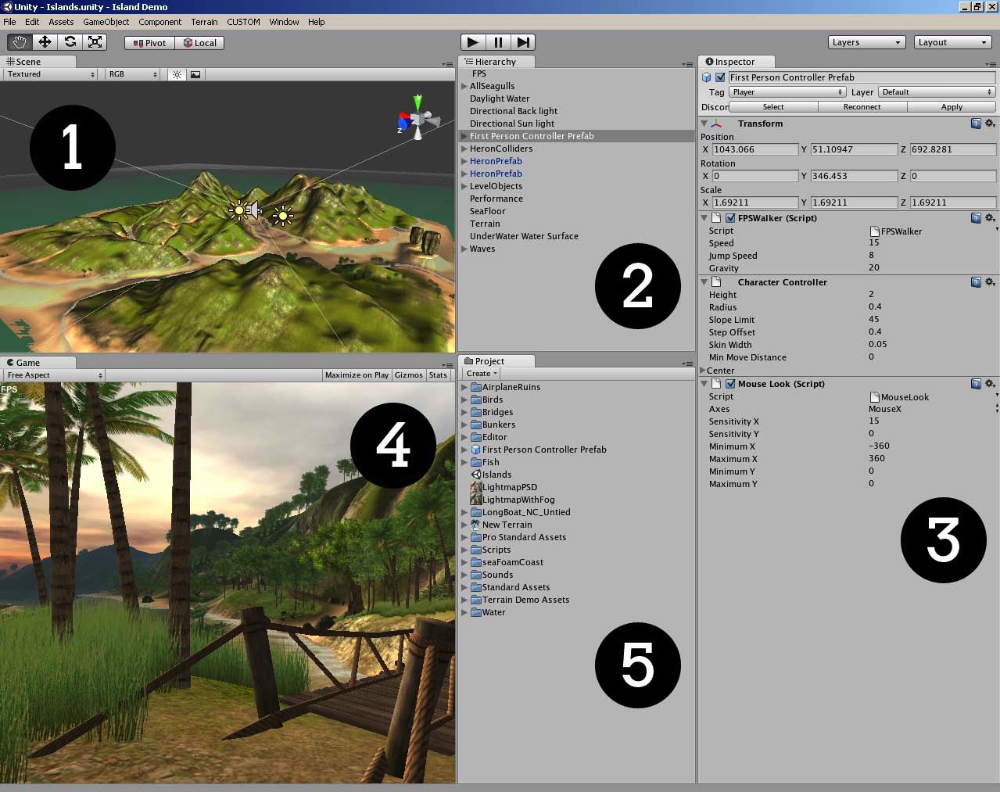 Unity - Islands.unity - Island Demo
File Edit Assets GameObject Component Terrain CUSTOM Window Help
Pivot Local Layers Layout
Scene
Textured RGB
1
Z
Hierarchy
FPS
AllSeagulls
Daylight Water
Directional Back light
Directional Sun light
First Person Controller Prefab
HeronColliders
HeronPrefab
HeronPrefab
LevelObjects
Performance
SeaFloor
Terrain
UnderWater Water Surface
Waves
2
Inspector
First Person Controller Prefab
Tag Player Layer Default
Discon Select Reconnect Apply
Transform
Position
X 1043.066 Y 51.10947 Z 692.8281
Rotation
X 0 Y 346.453 Z 0
Scale
X 1.69211 Y 1.69211 Z 1.69211
FPSWalker (Script)
Script FPSWalker
Speed 15
Jump Speed 8
Gravity 20
Character Controller
Height 2
Radius 0.4
Slope Limit 45
Step Offset 0.4
Skin Width 0.05
Min Move Distance 0
Center
Mouse Look (Script)
Script MouseLook
Axes MouseX
Sensitivity X 15
Sensitivity Y 0
Minimum X -360
Maximum X 360
Minimum Y 0
Maximum Y 0
3
Game
Free Aspect Maximize on Play Gizmos Stats
FPS
4
Project
Create
AirplaneRuins
Birds
Bridges
Bunkers
Editor
First Person Controller Prefab
Fish
Islands
LightmapPSD
LightmapWithFog
LongBoat_NC_Untied
New Terrain
Pro Standard Assets
Scripts
seaFoamCoast
Sounds
Standard Assets
Terrain Demo Assets
Water
5